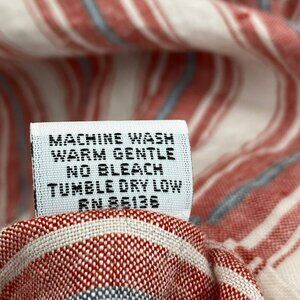 MACHINE WASH
WARM GENTLE
NO BLEACH
TUMBLE DRY LOW
RN 86136